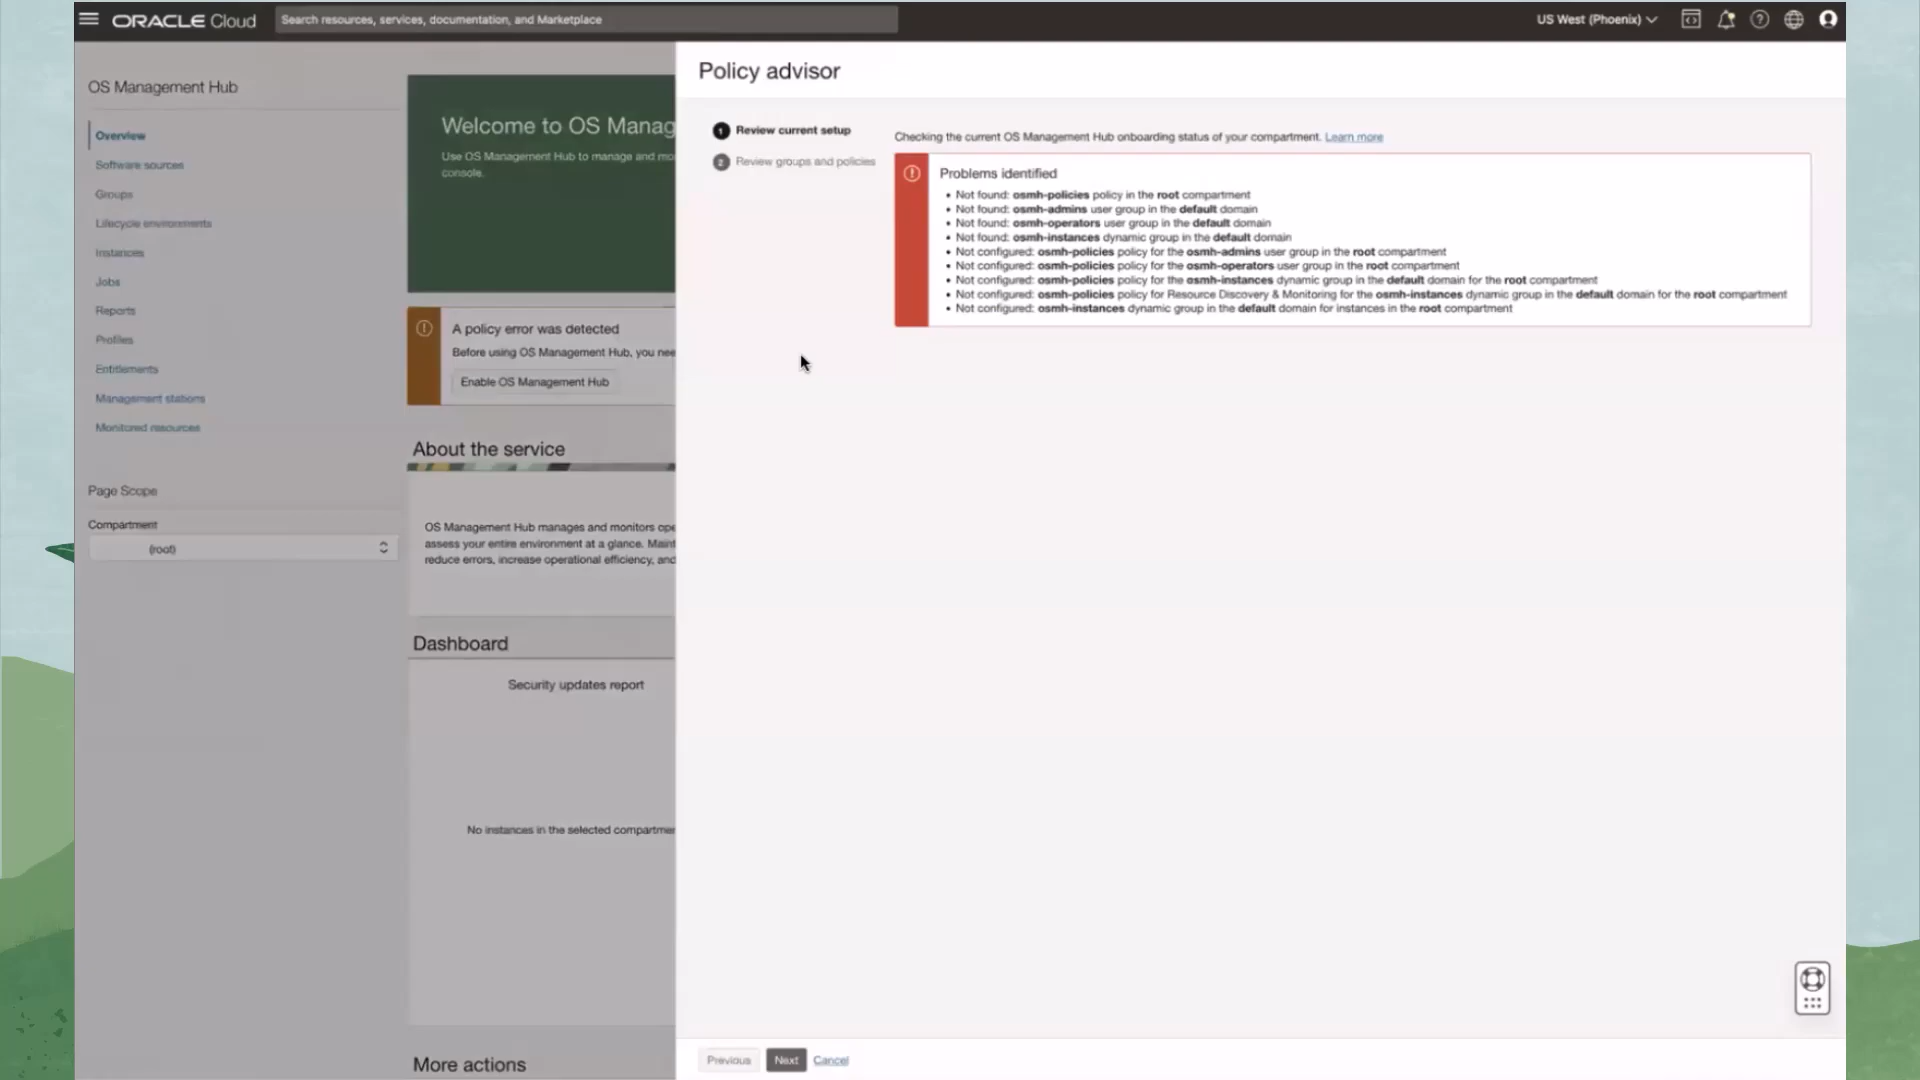 ORACLE Cloud
Search resources, services, documentation, and Marketplace
US West (Phoenix)
OS Management Hub
Overview
Software sources
Groups
Lifecycle environments
Instances
Jobs
Reports
Profiles
Entitlements
Management stations
Monitored resources
Page Scope
Compartment
(root)
Welcome to OS Manag
Use OS Management Hub to manage and mo
console.
A policy error was detected
Before using OS Management Hub, you nee
Enable OS Management Hub
About the service
OS Management Hub manages and monitors ope
assess your entire environment at a glance. Maint
reduce errors, increase operational efficiency, and
Dashboard
Security updates report
No instances in the selected compartmen
More actions
Policy advisor
1 Review current setup
2 Review groups and policies
Checking the current OS Management Hub onboarding status of your compartment. Learn more
Problems identified
• Not found: osmh-policies policy in the root compartment
• Not found: osmh-admins user group in the default domain
• Not found: osmh-operators user group in the default domain
• Not found: osmh-instances dynamic group in the default domain
• Not configured: osmh-policies policy for the osmh-admins user group in the root compartment
• Not configured: osmh-policies policy for the osmh-operators user group in the root compartment
• Not configured: osmh-policies policy for the osmh-instances dynamic group in the default domain for the root compartment
• Not configured: osmh-policies policy for Resource Discovery & Monitoring for the osmh-instances dynamic group in the default domain for the root compartment
• Not configured: osmh-instances dynamic group in the default domain for instances in the root compartment
Previous
Next
Cancel